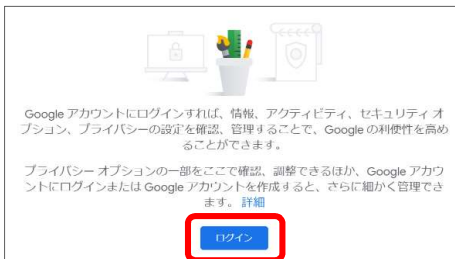 Google アカウントにログインすれば、情報、アクティビティ、セキュリティ オ
プション、プライバシーの設定を確認、管理することで、Google の利便性を高め
ることができます。
プライバシー オプションの一部をここで確認、調整できるほか、Google アカウ
ントにログインまたは Google アカウントを作成すると、さらに細かく管理でき
ます。 詳細
ログイン